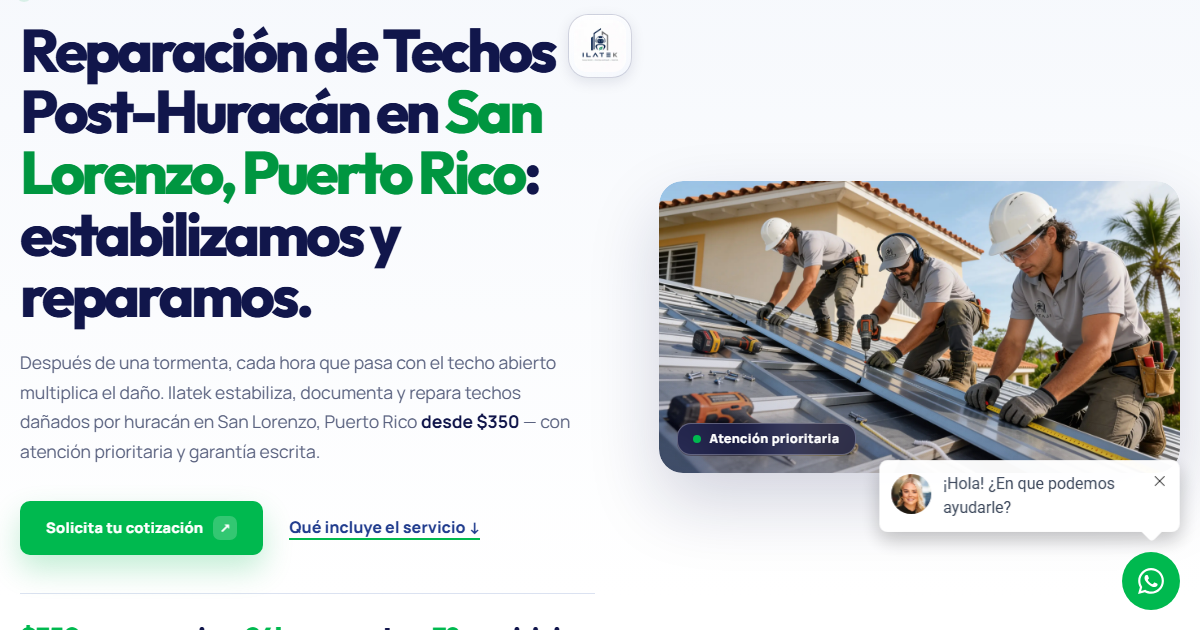 Reparación de Techos
Post-Huracán en San
Lorenzo, Puerto Rico:
estabilizamos y
reparamos.
ILATEK
Después de una tormenta, cada hora que pasa con el techo abierto
multiplica el daño. Ilatek estabiliza, documenta y repara techos
dañados por huracán en San Lorenzo, Puerto Rico desde $350 — con
atención prioritaria y garantía escrita.
Solicita tu cotización ↗
Qué incluye el servicio ↓
Atención prioritaria
¡Hola! ¿En que podemos
ayudarle?